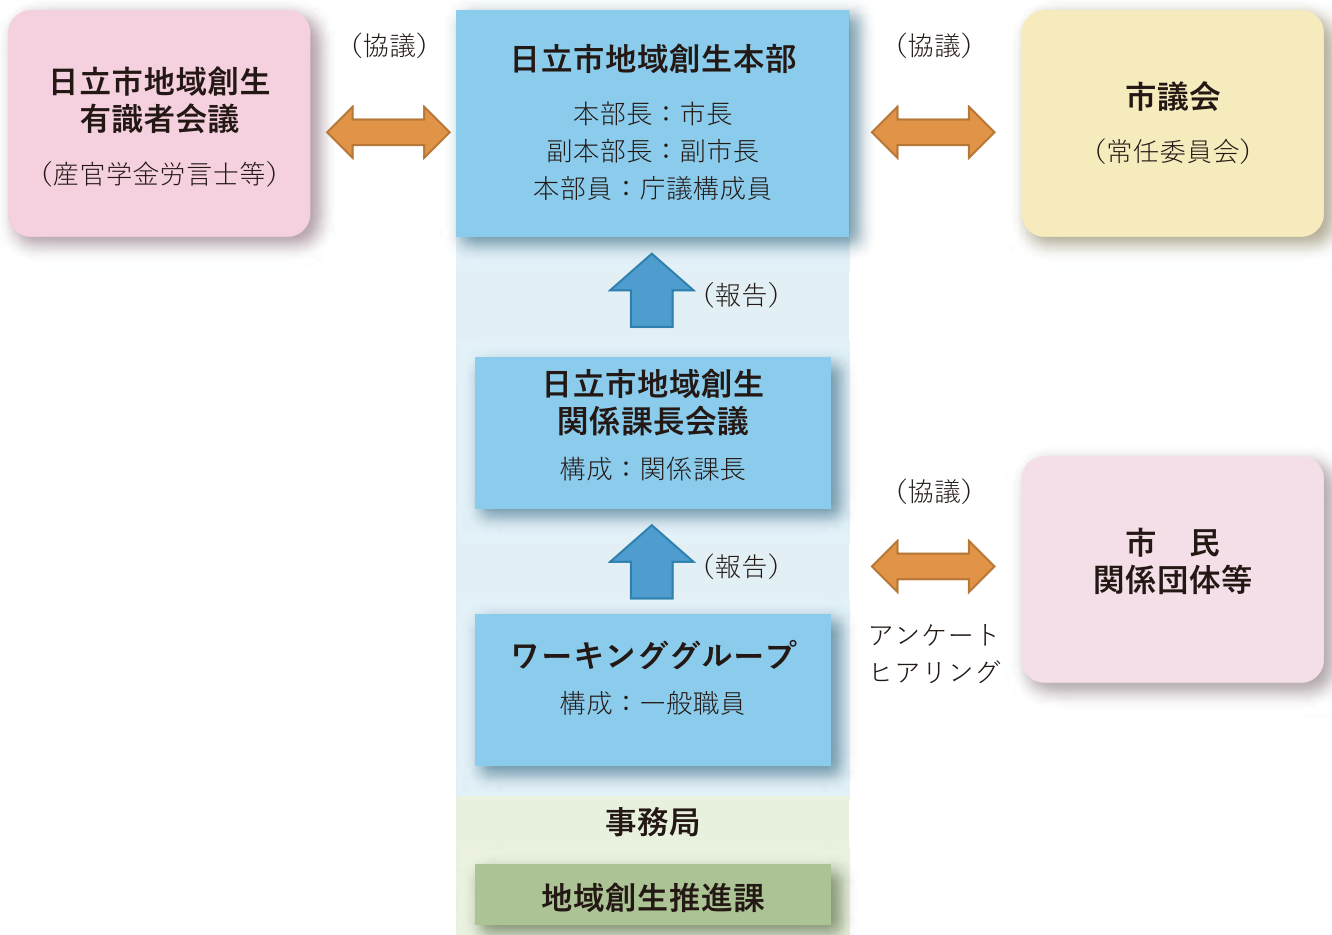 日立市地域創生
有識者会議
（産官学金労言士等）
（協議）
日立市地域創生本部
本部長：市長
副本部長：副市長
本部員：庁議構成員
（協議）
市議会
（常任委員会）
（報告）
日立市地域創生
関係課長会議
構成：関係課長
（報告）
ワーキンググループ
構成：一般職員
（協議）
アンケート
ヒアリング
市　民
関係団体等
事務局
地域創生推進課